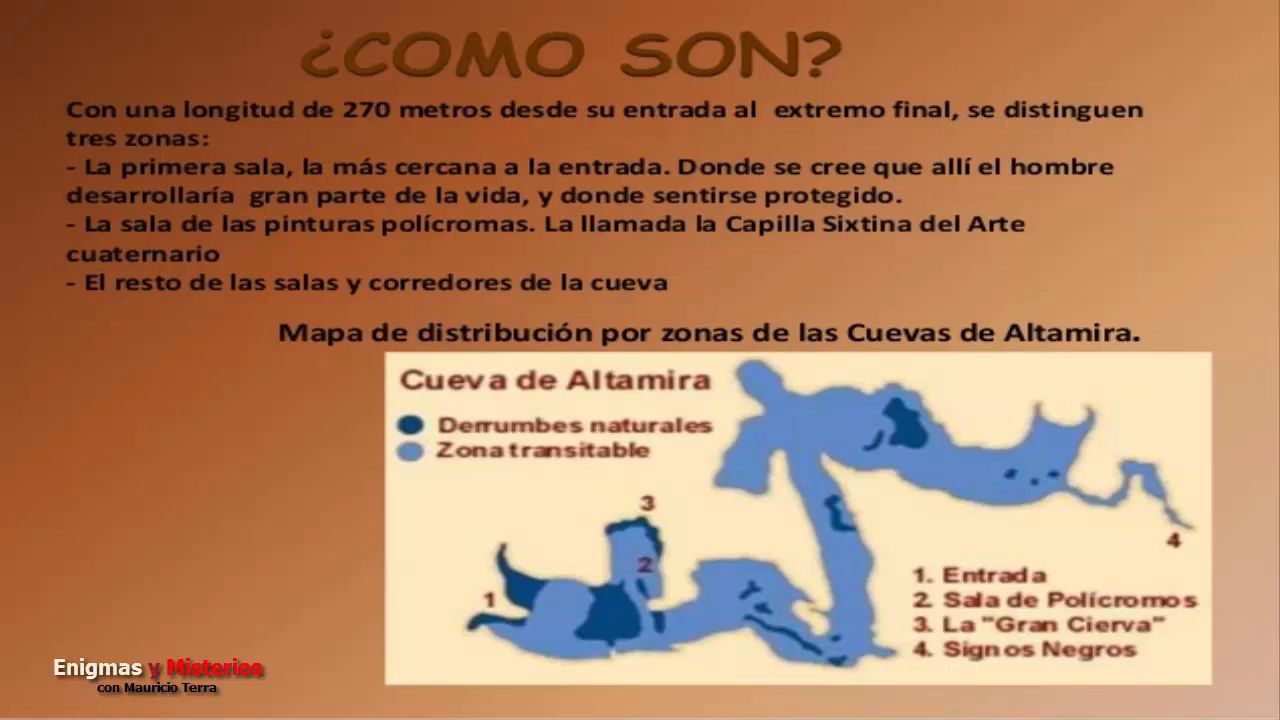 ¿COMO SON?
Con una longitud de 270 metros desde su entrada al extremo final, se distinguen
tres zonas:
- La primera sala, la más cercana a la entrada. Donde se cree que allí el hombre
desarrollaría gran parte de la vida, y donde sentirse protegido.
- La sala de las pinturas polícromas. La llamada la Capilla Sixtina del Arte
cuaternario
- El resto de las salas y corredores de la cueva
Mapa de distribución por zonas de las Cuevas de Altamira.
Cueva de Altamira
Derrumbes naturales
Zona transitable
3
2
1
4
1. Entrada
2. Sala de Polícromos
3. La "Gran Cierva"
4. Signos Negros
Enigmas y Misterios
con Mauricio Terra